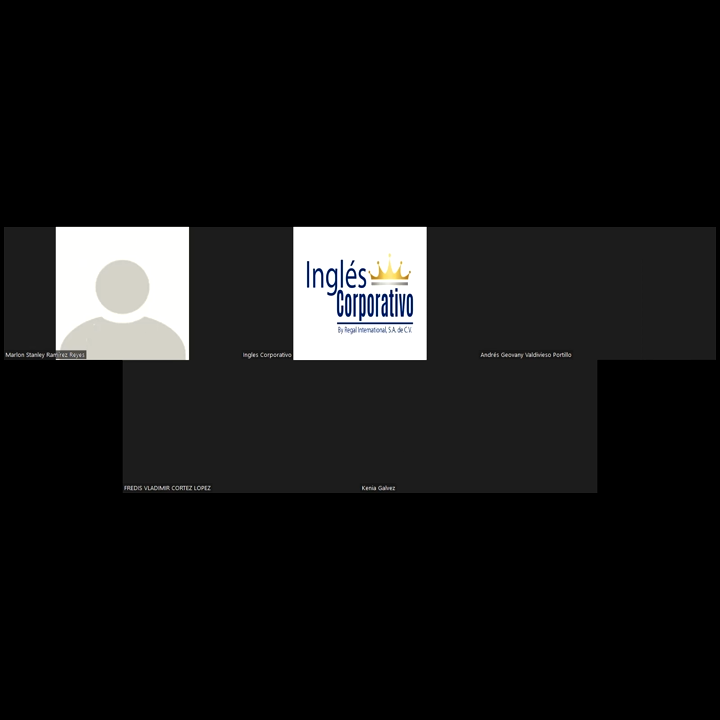 Inglés
Corporativo
By Regal International, S.A. de C.V.
Marlon Stanley Ramirez Reyes
Ingles Corporativo
Andrés Geovany Valdivieso Portillo
FREDIS VLADIMIR CORTEZ LOPEZ
Kenia Galvez